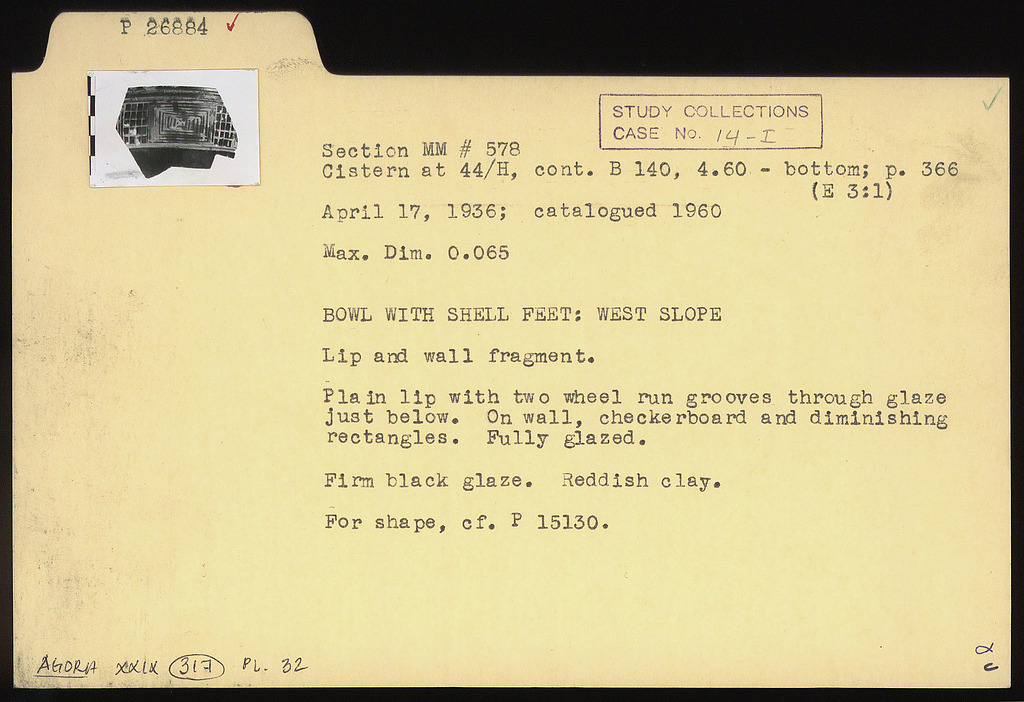 P 26884 ✓
STUDY COLLECTIONS
CASE No. 14-I
Section MM # 578
Cistern at 44/H, cont. B 140, 4.60 - bottom; p. 366
(E 3:1)
April 17, 1936; catalogued 1960
Max. Dim. 0.065
BOWL WITH SHELL FEET: WEST SLOPE
Lip and wall fragment.
Plain lip with two wheel run grooves through glaze
just below. On wall, checkerboard and diminishing
rectangles. Fully glazed.
Firm black glaze. Reddish clay.
For shape, cf. P 15130.
AGORA XXIX 317 PL. 32
α
c